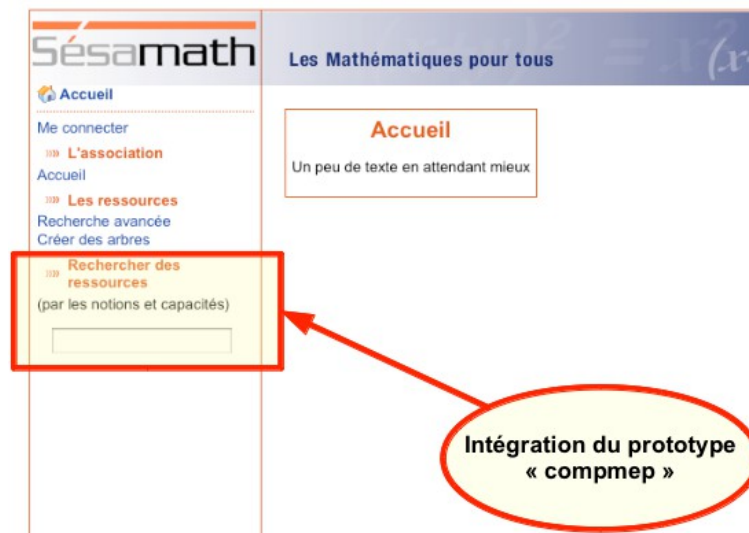 Sésamath
Les Mathématiques pour tous
Accueil
Me connecter
»»» L'association
Accueil
»»» Les ressources
Recherche avancée
Créer des arbres
»»» Rechercher des
ressources
(par les notions et capacités)
Accueil
Un peu de texte en attendant mieux
Intégration du prototype
« compmep »